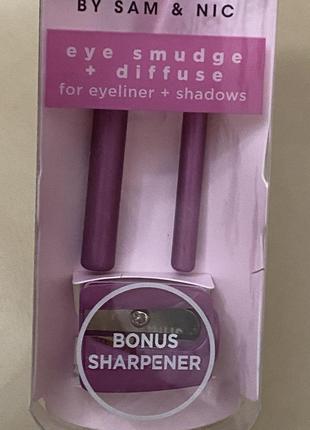 BY SAM & NIC
eye smudge
+ diffuse
for eyeliner + shadows
BONUS
SHARPENER